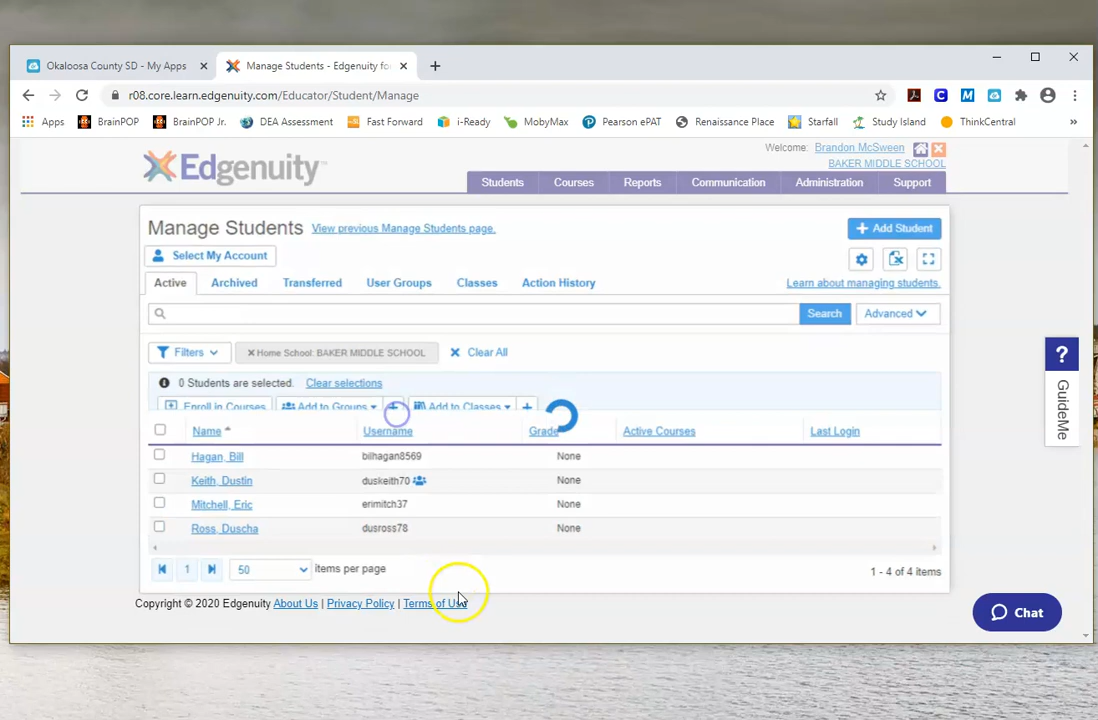 Okaloosa County SD - My Apps
Manage Students - Edgenuity fo
r08.core.learn.edgenuity.com/Educator/Student/Manage
Apps BrainPOP BrainPOP Jr. DEA Assessment Fast Forward i-Ready MobyMax Pearson ePAT Renaissance Place Starfall Study Island ThinkCentral »
Welcome: Brandon McSween
BAKER MIDDLE SCHOOL
Edgenuity™
Students Courses Reports Communication Administration Support
Manage Students View previous Manage Students page. + Add Student
Select My Account
Active Archived Transferred User Groups Classes Action History Learn about managing students.
Search Advanced
Filters × Home School: BAKER MIDDLE SCHOOL × Clear All
0 Students are selected. Clear selections
Enroll in Courses Add to Groups + Add to Classes +
Name Username Grade Active Courses Last Login
Hagan, Bill bilhagan8569 None
Keith, Dustin duskeith70 None
Mitchell, Eric erimitch37 None
Ross, Duscha dusross78 None
1 50 items per page 1 - 4 of 4 items
Copyright © 2020 Edgenuity About Us | Privacy Policy | Terms of Use
? GuideMe
Chat